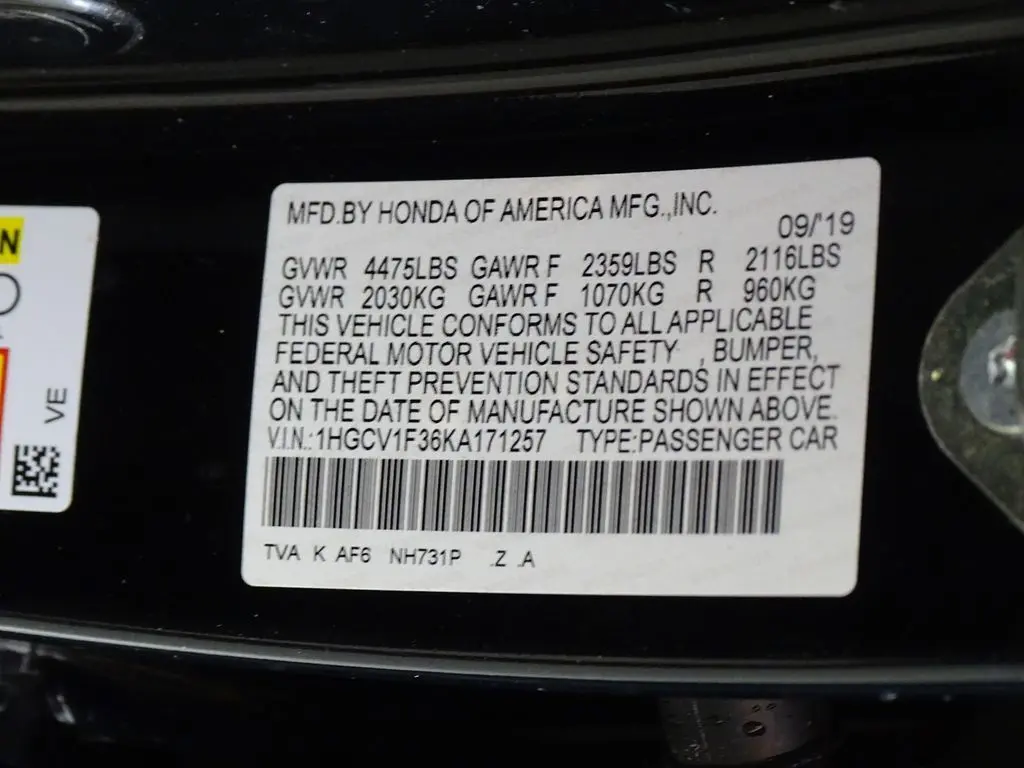 MFD.BY HONDA OF AMERICA MFG.,INC.
09/'19
GVWR 4475LBS GAWR F 2359LBS R 2116LBS
GVWR 2030KG GAWR F 1070KG R 960KG
THIS VEHICLE CONFORMS TO ALL APPLICABLE
FEDERAL MOTOR VEHICLE SAFETY , BUMPER,
AND THEFT PREVENTION STANDARDS IN EFFECT
ON THE DATE OF MANUFACTURE SHOWN ABOVE.
V.I.N.:1HGCV1F36KA171257 TYPE:PASSENGER CAR
TVA K AF6 NH731P .Z .A
N
VE